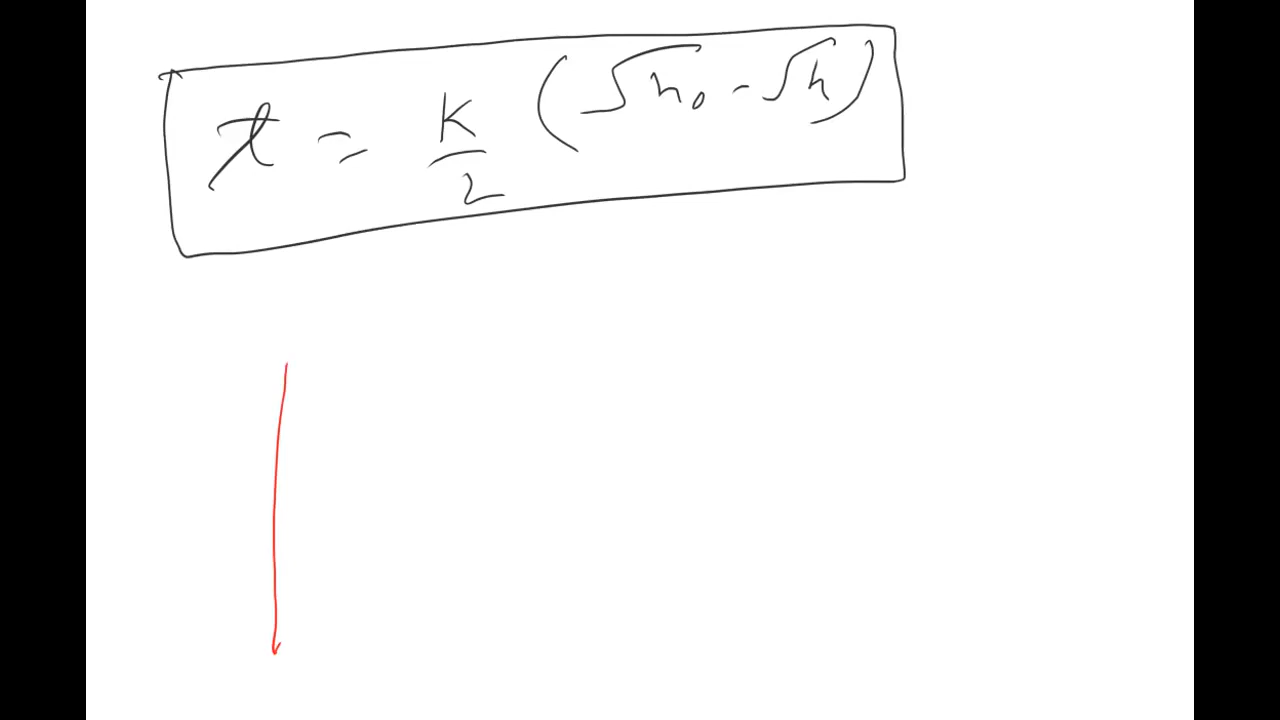 t = K/2 (√h₀ - √h)